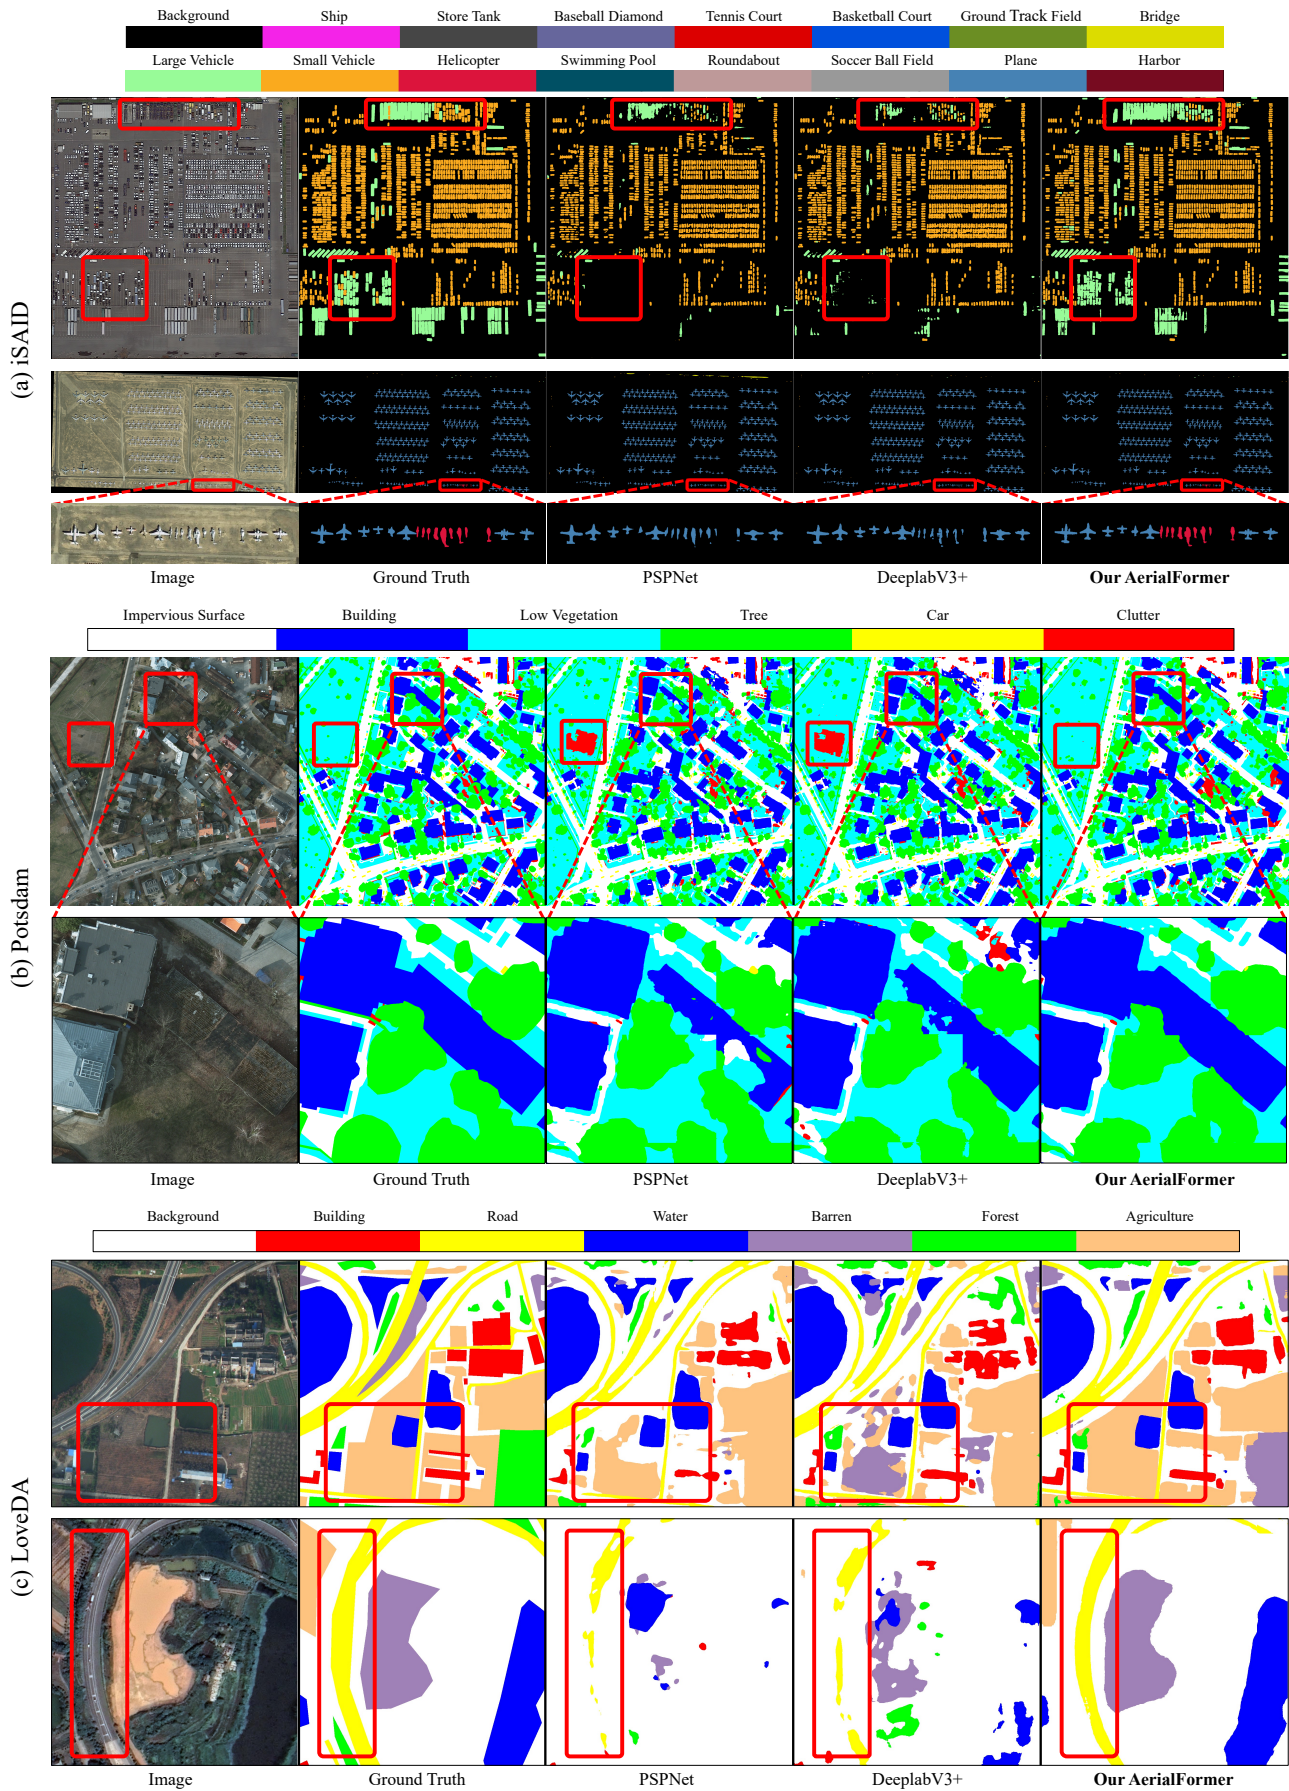 Background Ship Store Tank Baseball Diamond Tennis Court Basketball Court Ground Track Field Bridge
Large Vehicle Small Vehicle Helicopter Swimming Pool Roundabout Soccer Ball Field Plane Harbor
(a) iSAID
Image Ground Truth PSPNet DeeplabV3+ Our AerialFormer
Impervious Surface Building Low Vegetation Tree Car Clutter
(b) Potsdam
Image Ground Truth PSPNet DeeplabV3+ Our AerialFormer
Background Building Road Water Barren Forest Agriculture
(c) LoveDA
Image Ground Truth PSPNet DeeplabV3+ Our AerialFormer